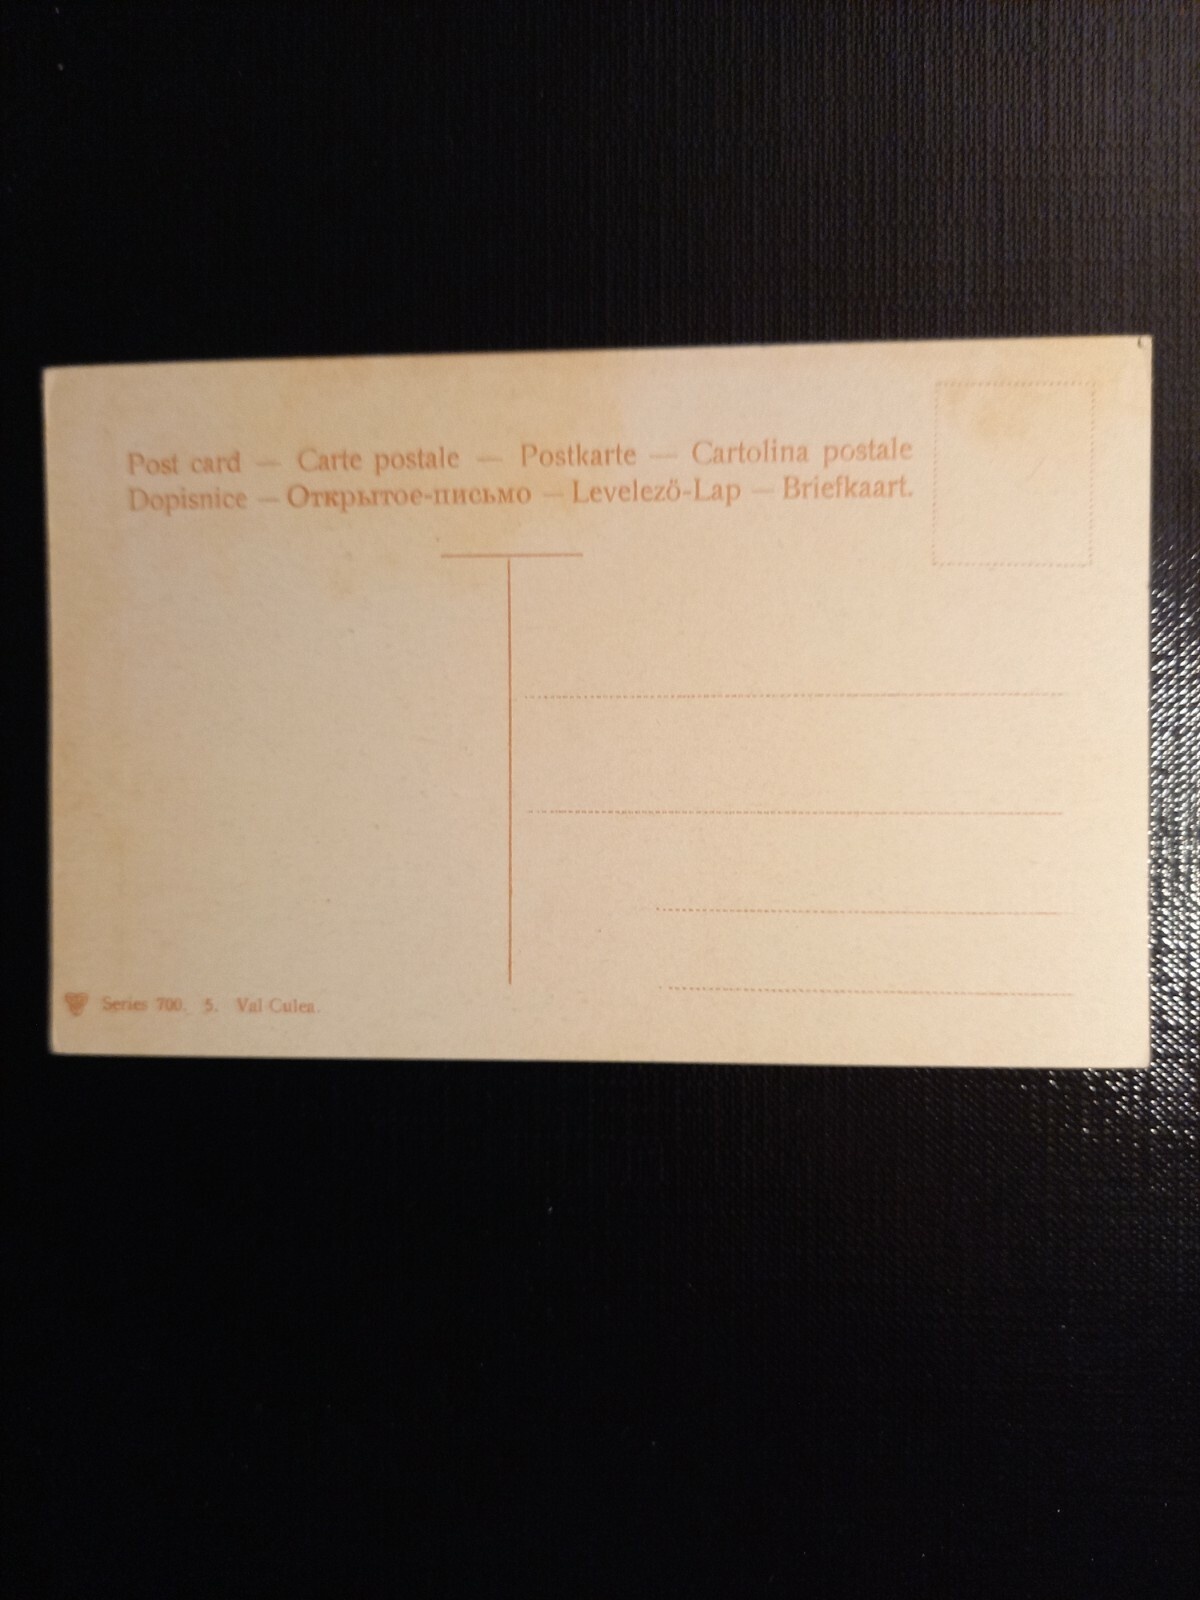 Post card — Carte postale — Postkarte — Cartolina postale
Dopisnice — Открытое-письмо — Levelező-Lap — Briefkaart.
Series 700. 5. Val Culea.